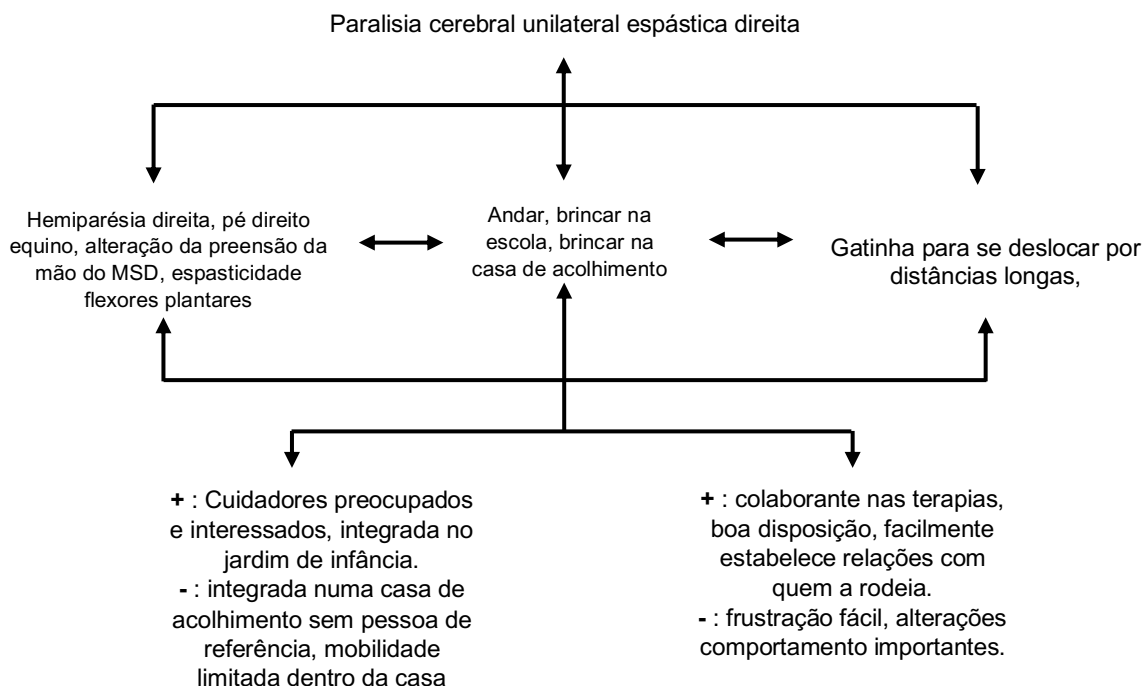 Paralisia cerebral unilateral espástica direita
Hemiparésia direita, pé direito
equino, alteração da preensão da
mão do MSD, espasticidade
flexores plantares
Andar, brincar na
escola, brincar na
casa de acolhimento
Gatinha para se deslocar por
distâncias longas,
+ : Cuidadores preocupados
e interessados, integrada no
jardim de infância.
- : integrada numa casa de
acolhimento sem pessoa de
referência, mobilidade
limitada dentro da casa
+ : colaborante nas terapias,
boa disposição, facilmente
estabelece relações com
quem a rodeia.
- : frustração fácil, alterações
comportamento importantes.